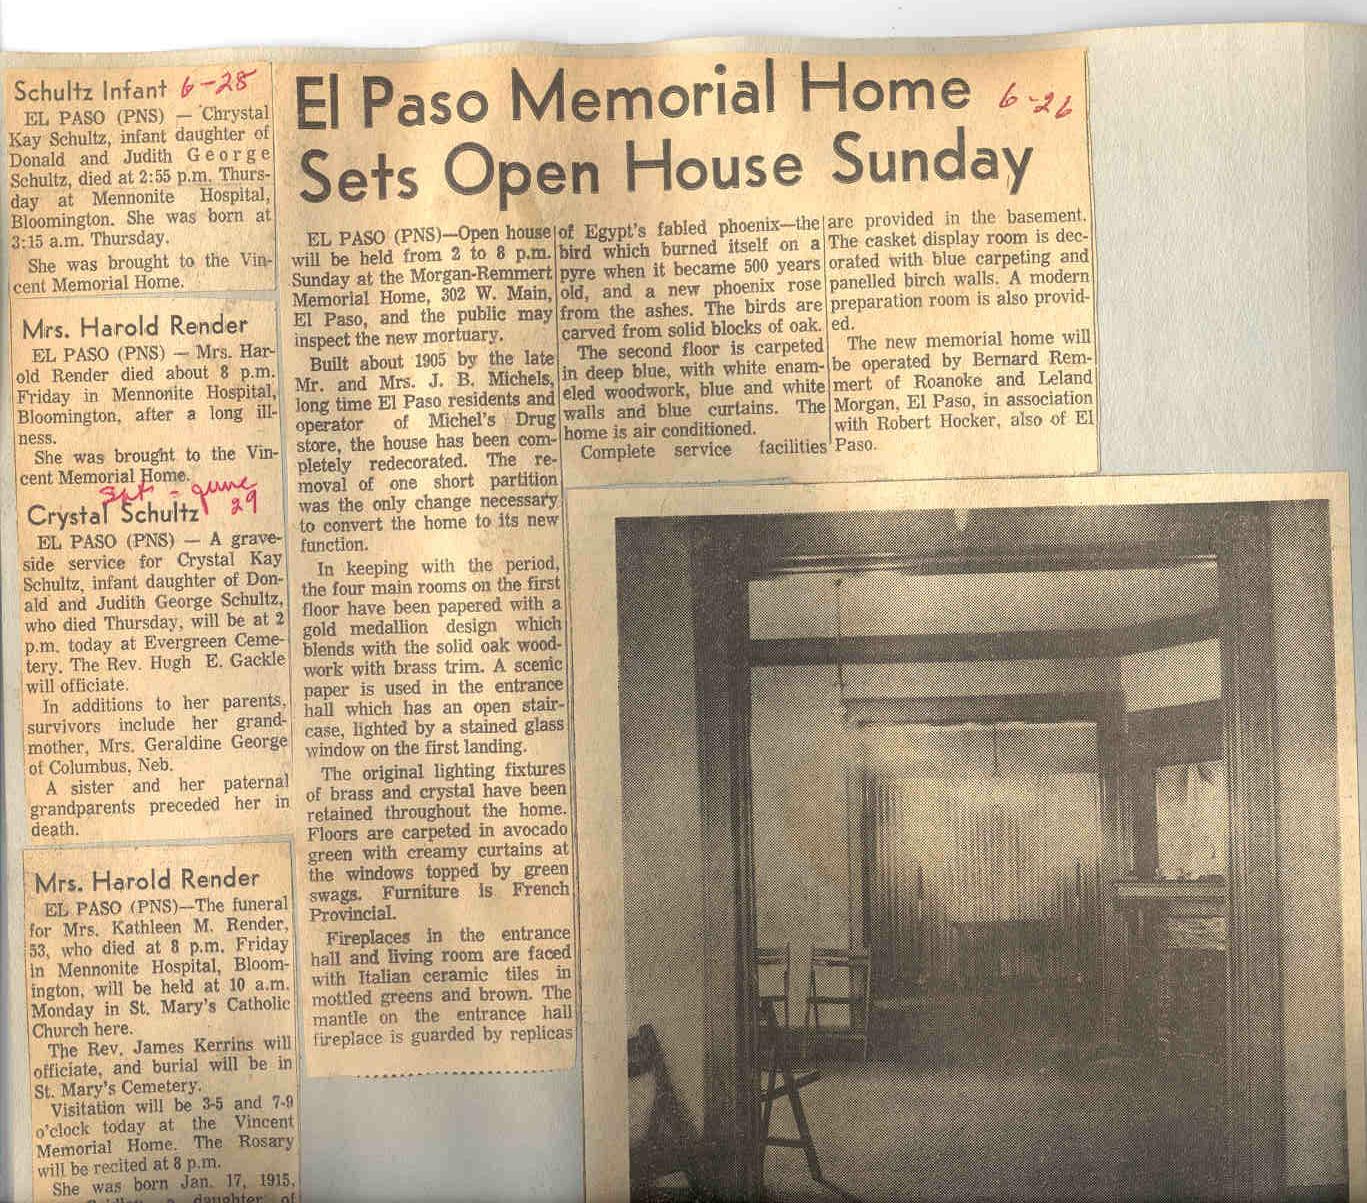 Schultz Infant 6-28
EL PASO (PNS) — Chrystal
Kay Schultz, infant daughter of
Donald and Judith George
Schultz, died at 2:55 p.m. Thurs-
day at Mennonite Hospital,
Bloomington. She was born at
3:15 a.m. Thursday.
She was brought to the Vin-
cent Memorial Home.
Mrs. Harold Render
EL PASO (PNS) — Mrs. Har-
old Render died about 8 p.m.
Friday in Mennonite Hospital,
Bloomington, after a long ill-
ness.
She was brought to the Vin-
cent Memorial Home.
Sat - June
29
Crystal Schultz
EL PASO (PNS) — A grave-
side service for Crystal Kay
Schultz, infant daughter of Don-
ald and Judith George Schultz,
who died Thursday, will be at 2
p.m. today at Evergreen Ceme-
tery. The Rev. Hugh E. Gackle
will officiate.
In additions to her parents,
survivors include her grand-
mother, Mrs. Geraldine George
of Columbus, Neb.
A sister and her paternal
grandparents preceded her in
death.
Mrs. Harold Render
EL PASO (PNS)—The funeral
for Mrs. Kathleen M. Render,
53, who died at 8 p.m. Friday
in Mennonite Hospital, Bloom-
ington, will be held at 10 a.m.
Monday in St. Mary's Catholic
Church here.
The Rev. James Kerrins will
officiate, and burial will be in
St. Mary's Cemetery.
Visitation will be 3-5 and 7-9
o'clock today at the Vincent
Memorial Home. The Rosary
will be recited at 8 p.m.
She was born Jan. 17, 1915,
a daughter of
El Paso Memorial Home 6-26
Sets Open House Sunday
EL PASO (PNS)—Open house
will be held from 2 to 8 p.m.
Sunday at the Morgan-Remmert
Memorial Home, 302 W. Main,
El Paso, and the public may
inspect the new mortuary.
Built about 1905 by the late
Mr. and Mrs. J. B. Michels,
long time El Paso residents and
operator of Michel's Drug
store, the house has been com-
pletely redecorated. The re-
moval of one short partition
was the only change necessary
to convert the home to its new
function.
In keeping with the period,
the four main rooms on the first
floor have been papered with a
gold medallion design which
blends with the solid oak wood-
work with brass trim. A scenic
paper is used in the entrance
hall which has an open stair-
case, lighted by a stained glass
window on the first landing.
The original lighting fixtures
of brass and crystal have been
retained throughout the home.
Floors are carpeted in avocado
green with creamy curtains at
the windows topped by green
swags. Furniture is French
Provincial.
Fireplaces in the entrance
hall and living room are faced
with Italian ceramic tiles in
mottled greens and brown. The
mantle on the entrance hall
fireplace is guarded by replicas
of Egypt's fabled phoenix—the
bird which burned itself on a
pyre when it became 500 years
old, and a new phoenix rose
from the ashes. The birds are
carved from solid blocks of oak.
The second floor is carpeted
in deep blue, with white enam-
eled woodwork, blue and white
walls and blue curtains. The
home is air conditioned.
Complete service facilities
are provided in the basement.
The casket display room is dec-
orated with blue carpeting and
panelled birch walls. A modern
preparation room is also provid-
ed.
The new memorial home will
be operated by Bernard Rem-
mert of Roanoke and Leland
Morgan, El Paso, in association
with Robert Hocker, also of El
Paso.